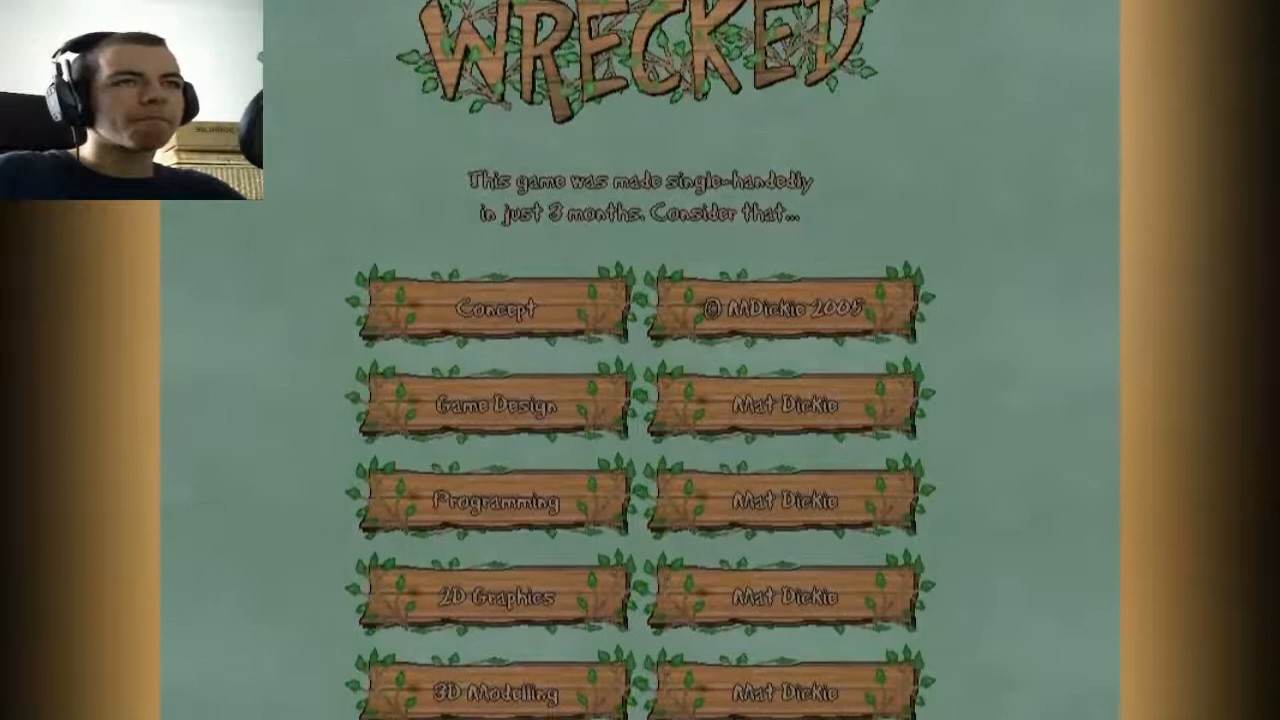 WRECKED
This game was made single-handedly
in just 3 months. Consider that...
Concept
© MDickie 2005
Game Design
Mat Dickie
Programming
Mat Dickie
2D Graphics
Mat Dickie
3D Modelling
Mat Dickie